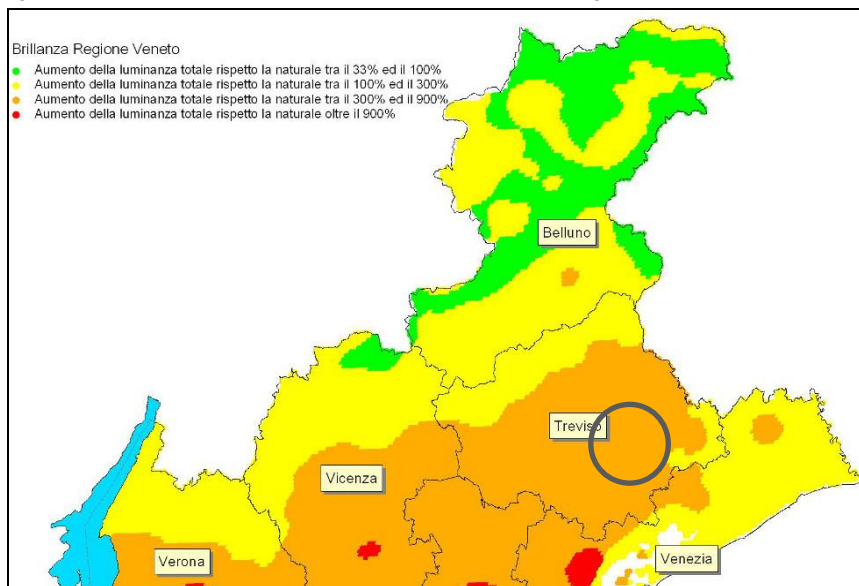 Brillanza Regione Veneto
Aumento della luminanza totale rispetto la naturale tra il 33% ed il 100%
Aumento della luminanza totale rispetto la naturale tra il 100% ed il 300%
Aumento della luminanza totale rispetto la naturale tra il 300% ed il 900%
Aumento della luminanza totale rispetto la naturale oltre il 900%
Belluno
Treviso
Vicenza
Verona
Venezia